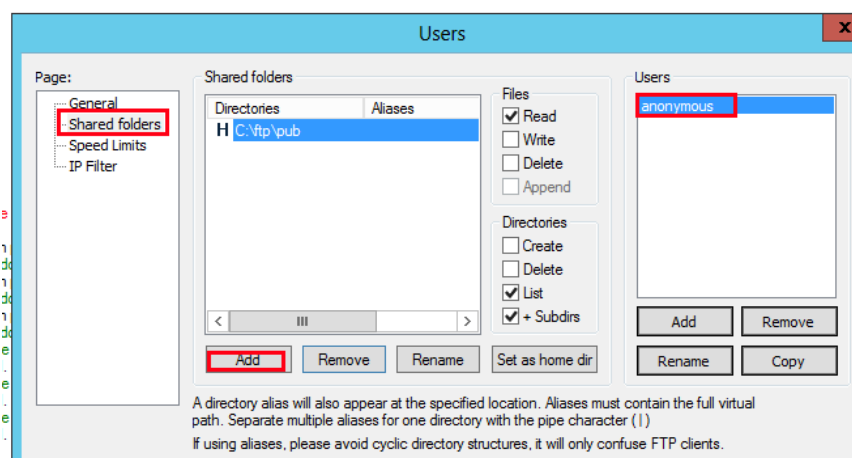 Users
x
Page:
General
Shared folders
Speed Limits
IP Filter
Shared folders
Directories Aliases
H C:\ftp\pub
Add Remove Rename Set as home dir
Files
Read
Write
Delete
Append
Directories
Create
Delete
List
+ Subdirs
Users
anonymous
Add Remove
Rename Copy
A directory alias will also appear at the specified location. Aliases must contain the full virtual
path. Separate multiple aliases for one directory with the pipe character (|)
If using aliases, please avoid cyclic directory structures, it will only confuse FTP clients.